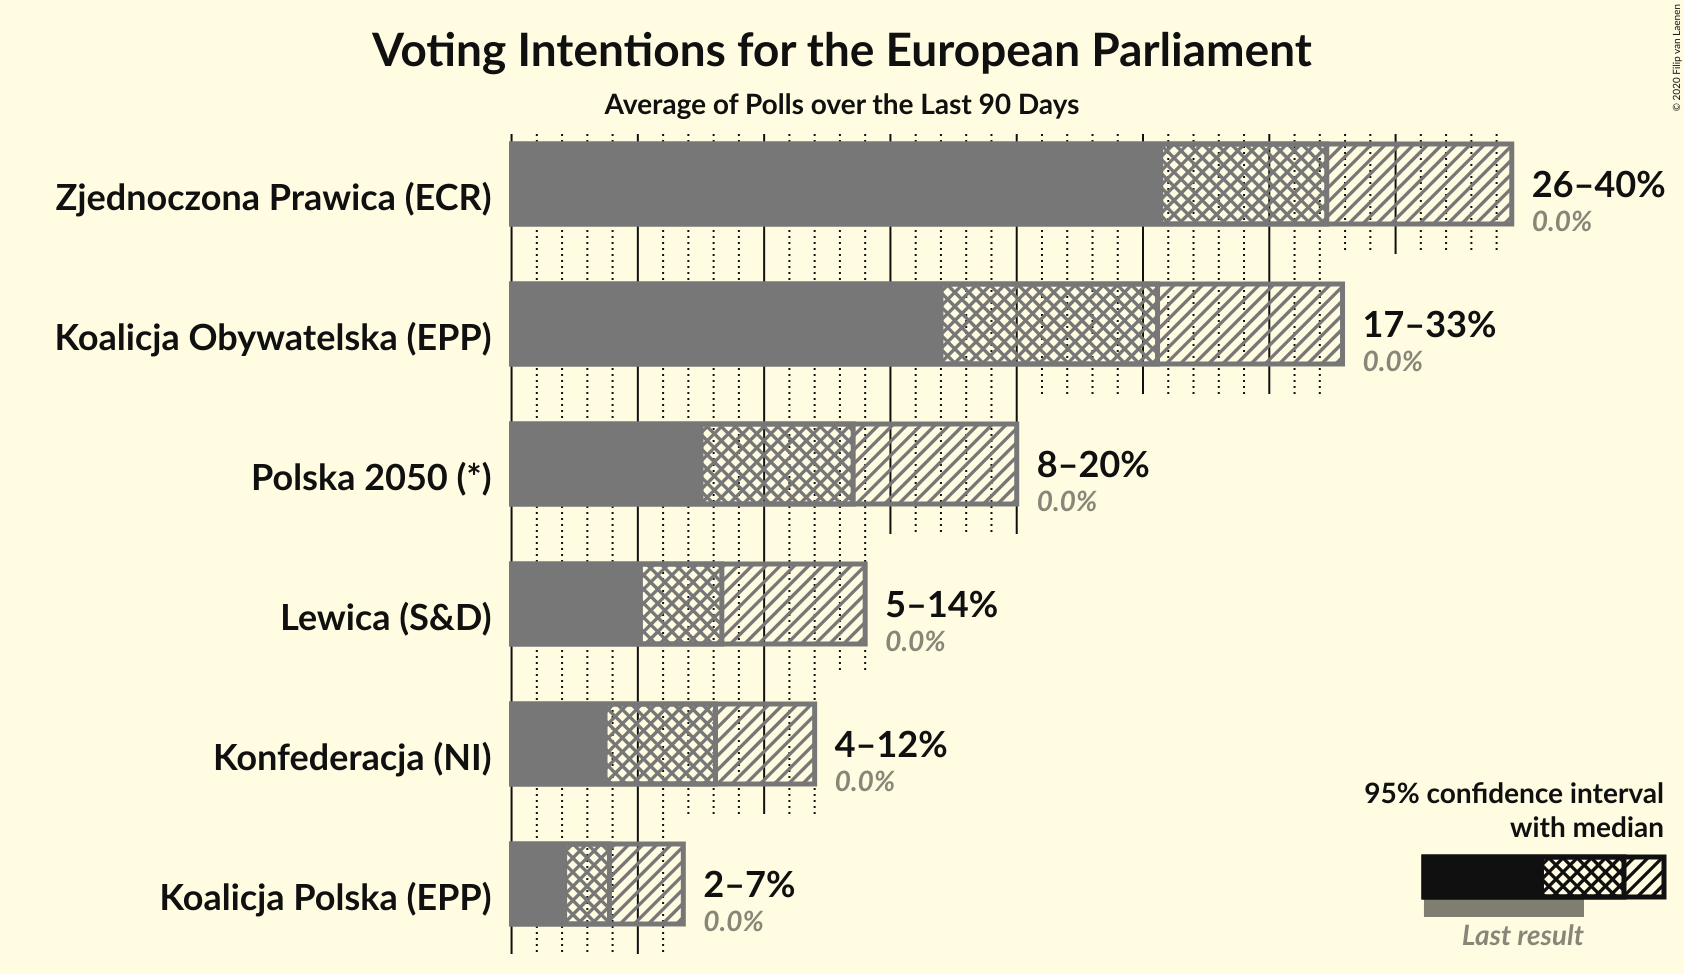 Voting Intentions for the European Parliament
Average of Polls over the Last 90 Days
© 2020 Filip van Laenen
Zjednoczona Prawica (ECR)
26–40%
0.0%
Koalicja Obywatelska (EPP)
17–33%
0.0%
Polska 2050 (*)
8–20%
0.0%
Lewica (S&D)
5–14%
0.0%
Konfederacja (NI)
4–12%
0.0%
Koalicja Polska (EPP)
2–7%
0.0%
95% confidence interval
with median
Last result